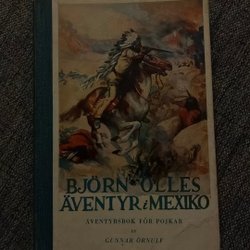 BJÖRN-OLLES
ÄVENTYR i MEXIKO
ÄVENTYRSBOK FÖR POJKAR
AV
GUNNAR ÖRNULF